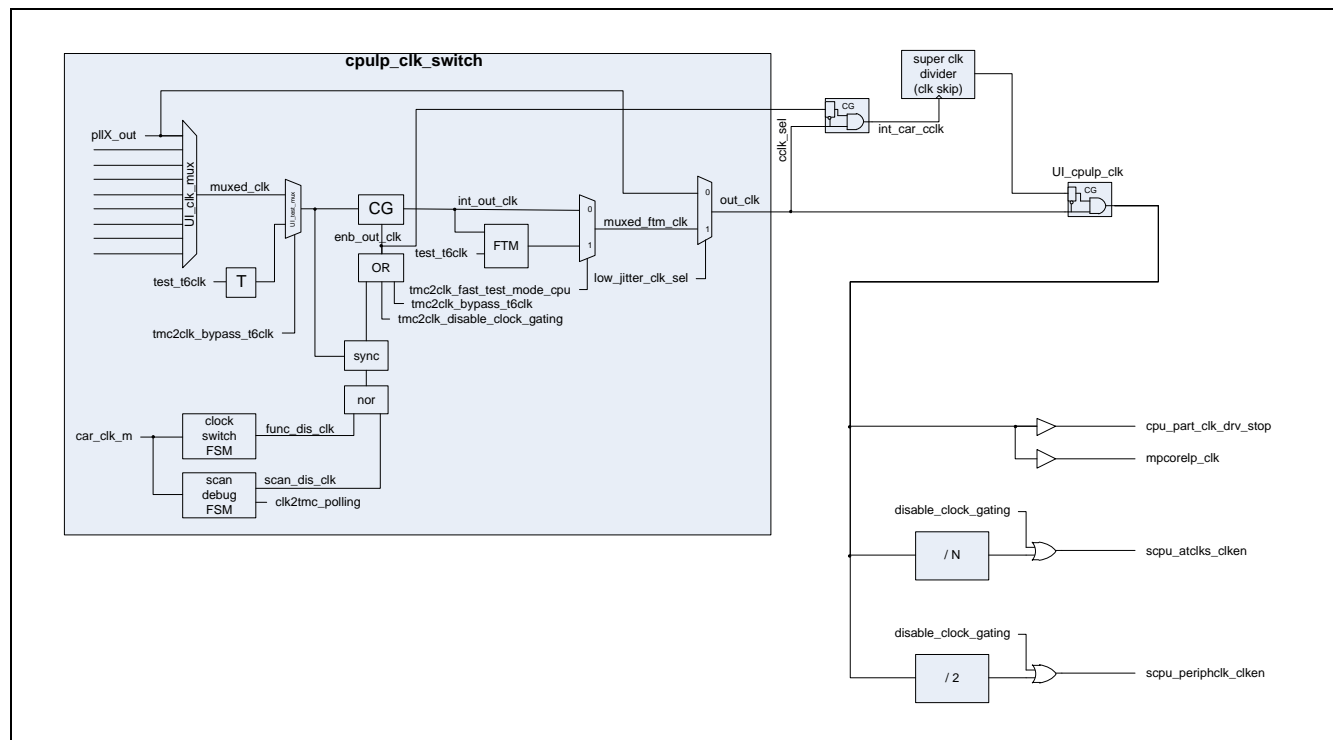 cpulp_clk_switch
super clk
divider
(clk skip)
CG
int_car_cclk
cclk_sel
pllX_out
UI_clk_mux
muxed_clk
UI_test_mux
CG
int_out_clk
enb_out_clk
0
1
muxed_ftm_clk
0
1
out_clk
UI_cpulp_clk
CG
test_t6clk
T
OR
test_t6clk
FTM
low_jitter_clk_sel
tmc2clk_fast_test_mode_cpu
tmc2clk_bypass_t6clk
tmc2clk_disable_clock_gating
tmc2clk_bypass_t6clk
sync
nor
car_clk_m
clock
switch
FSM
func_dis_clk
scan
debug
FSM
scan_dis_clk
clk2tmc_polling
cpu_part_clk_drv_stop
mpcorelp_clk
disable_clock_gating
/ N
scpu_atclks_clken
disable_clock_gating
/ 2
scpu_periphclk_clken